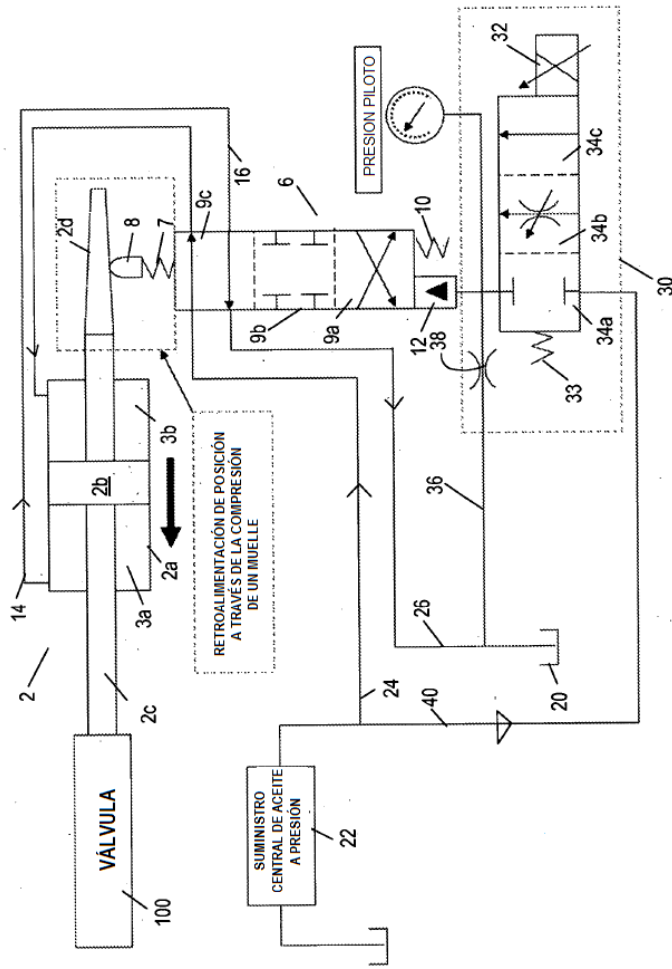 VÁLVULA
100
2
2c
14
3a
2a
2b
3b
2d
8
7
16
9c
6
9b
9a
10
12
38
RETROALIMENTACIÓN DE POSICIÓN
A TRAVÉS DE LA COMPRESIÓN
DE UN MUELLE
PRESION PILOTO
32
34c
34b
34a
33
30
36
26
24
40
20
SUMINISTRO
CENTRAL DE ACEITE
A PRESIÓN
22